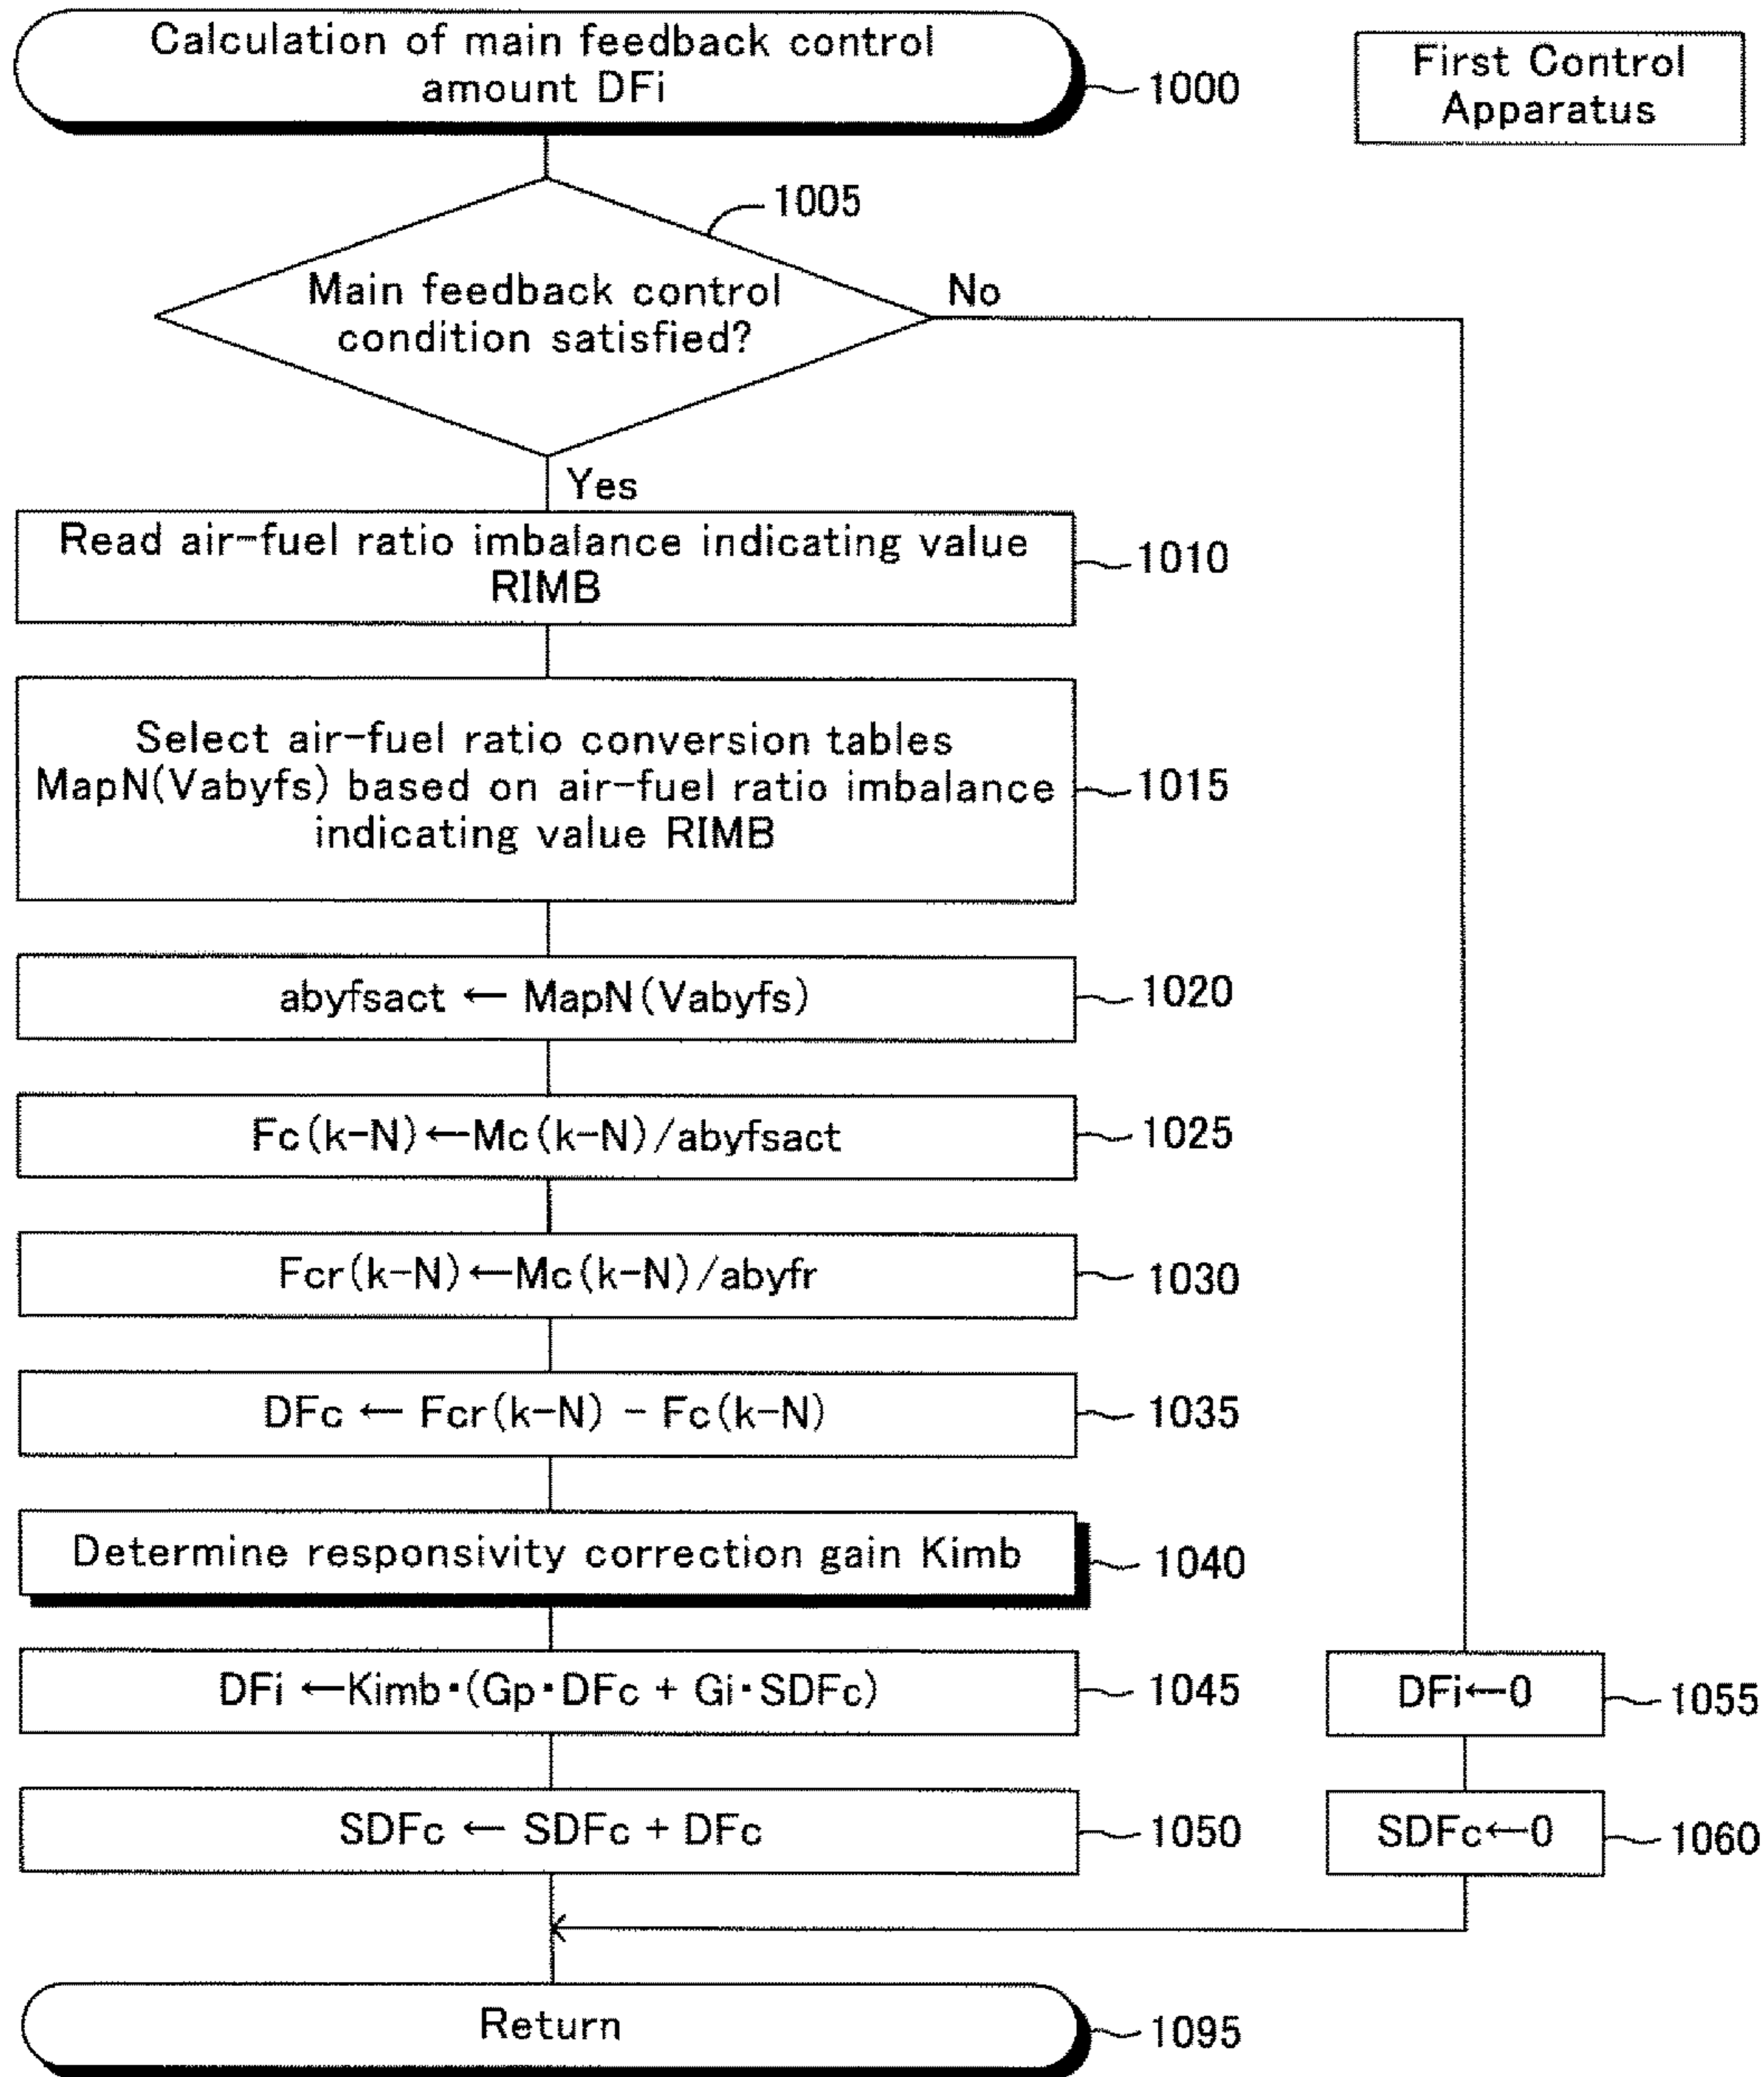 Calculation of main feedback control
amount DFi
1000
First Control
Apparatus
1005
Main feedback control
condition satisfied?
No
Yes
Read air-fuel ratio imbalance indicating value
RIMB
1010
Select air-fuel ratio conversion tables
MapN(Vabyfs) based on air-fuel ratio imbalance
indicating value RIMB
1015
abyfsact ← MapN(Vabyfs)
1020
Fc(k-N)←Mc(k-N)/abyfsact
1025
Fcr(k-N)←Mc(k-N)/abyfr
1030
DFc ← Fcr(k-N) - Fc(k-N)
1035
Determine responsivity correction gain Kimb
1040
DFi ←Kimb·(Gp·DFc + Gi·SDFc)
1045
DFi←0
1055
SDFc ← SDFc + DFc
1050
SDFc←0
1060
Return
1095